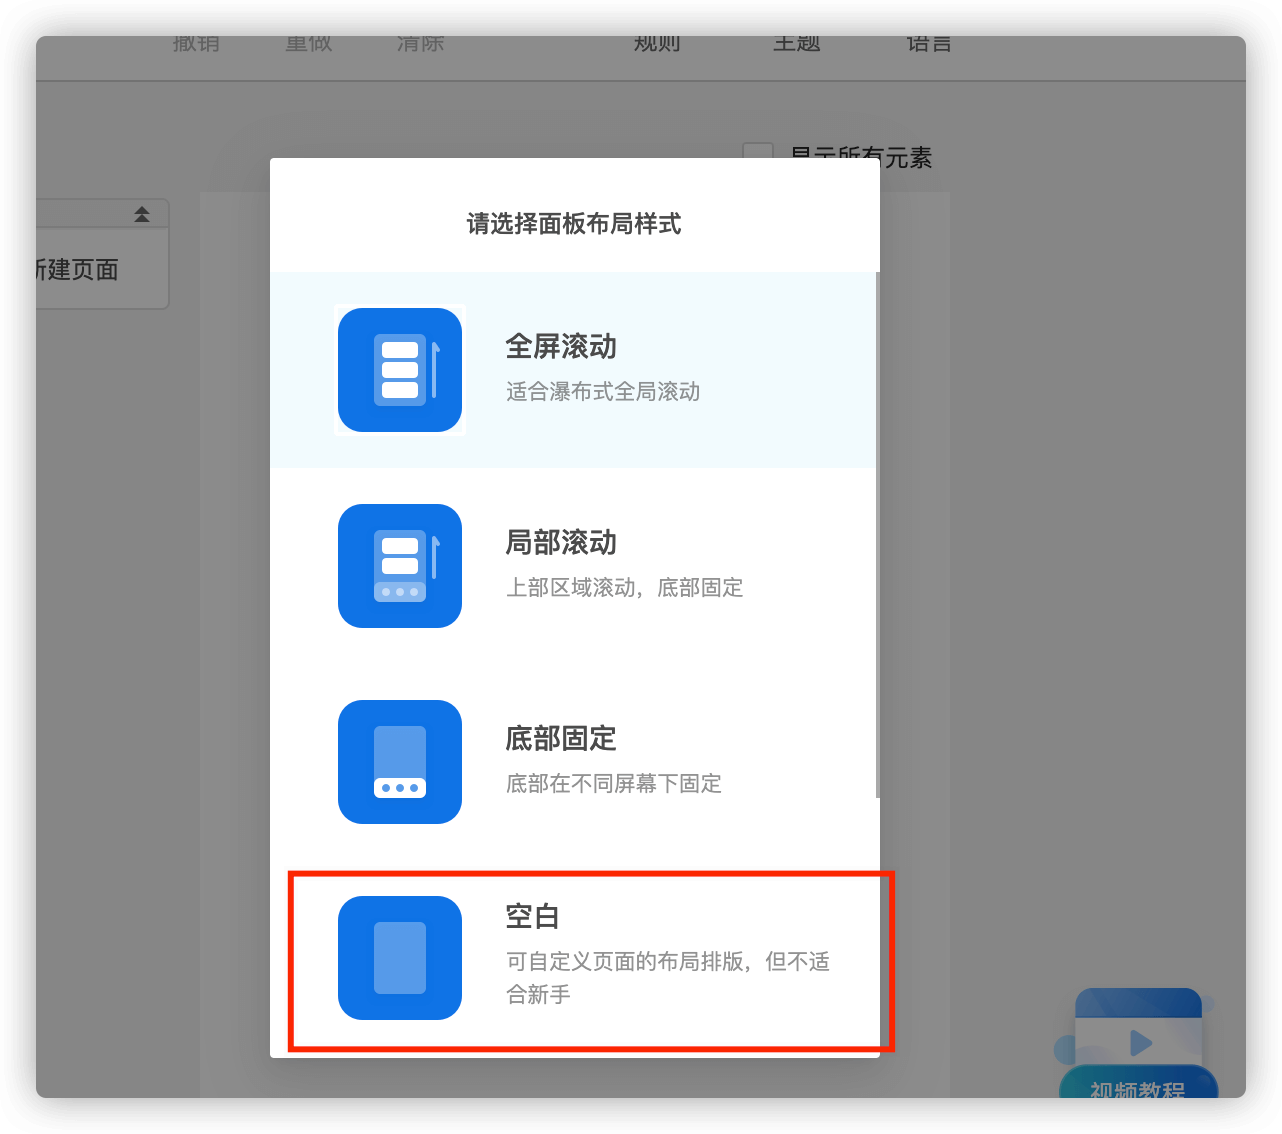 撤销 重做 清除 规则 主题 语言
显示所有元素
新建页面
请选择面板布局样式
全屏滚动
适合瀑布式全局滚动
局部滚动
上部区域滚动，底部固定
底部固定
底部在不同屏幕下固定
空白
可自定义页面的布局排版，但不适
合新手
视频教程